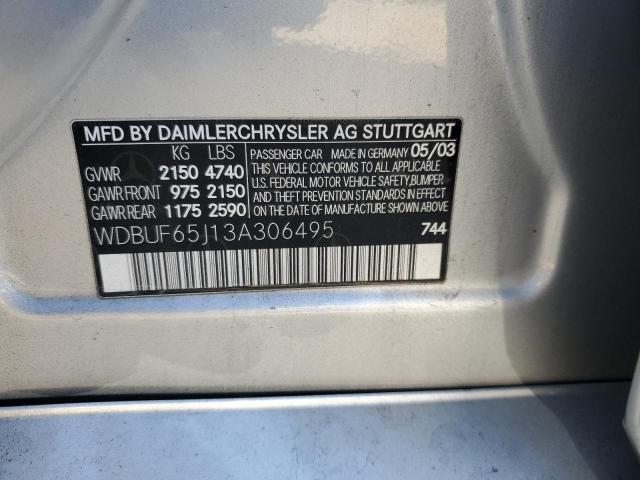 MFD BY DAIMLERCHRYSLER AG STUTTGART
KG LBS
GVWR 2150 4740
GAWR FRONT 975 2150
GAWR REAR 1175 2590
PASSENGER CAR MADE IN GERMANY 05/03
THIS VEHICLE CONFORMS TO ALL APPLICABLE
U.S. FEDERAL MOTOR VEHICLE SAFETY, BUMPER
AND THEFT PREVENTION STANDARDS IN EFFECT
ON THE DATE OF MANUFACTURE SHOWN ABOVE
WDBUF65J13A306495
744